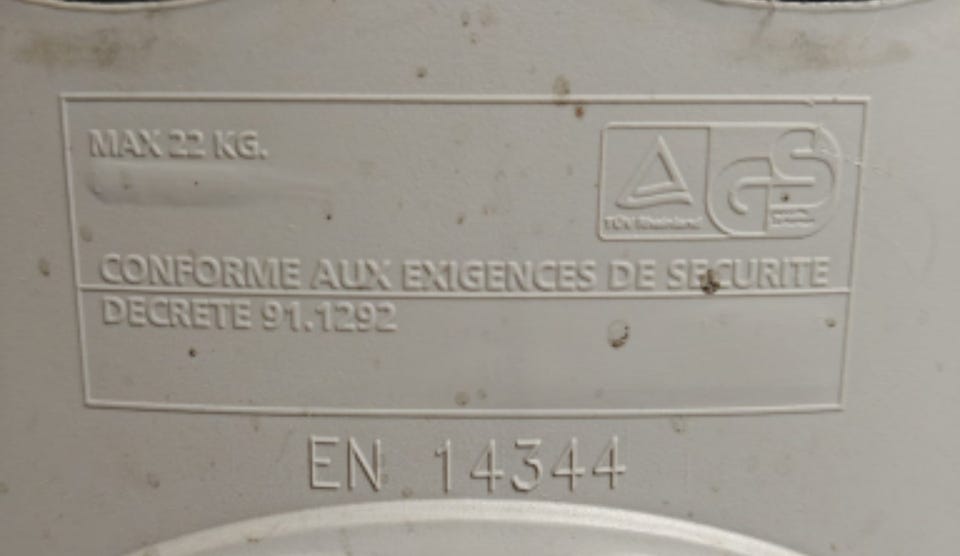 MAX 22 KG.
TÜV Rheinland
GS
CONFORME AUX EXIGENCES DE SECURITE
DECRETE 91.1292
EN 14344